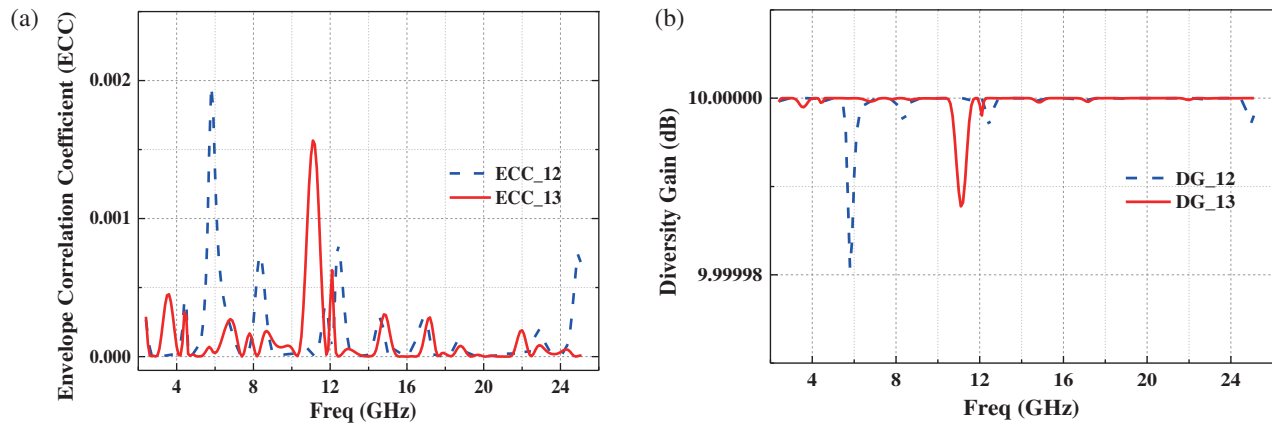 (a)
Envelope Correlation Coefficient (ECC)
0.002
0.001
0.000
ECC_12
ECC_13
4 8 12 16 20 24
Freq (GHz)
(b)
Diversity Gain (dB)
10.00000
9.99998
DG_12
DG_13
4 8 12 16 20 24
Freq (GHz)